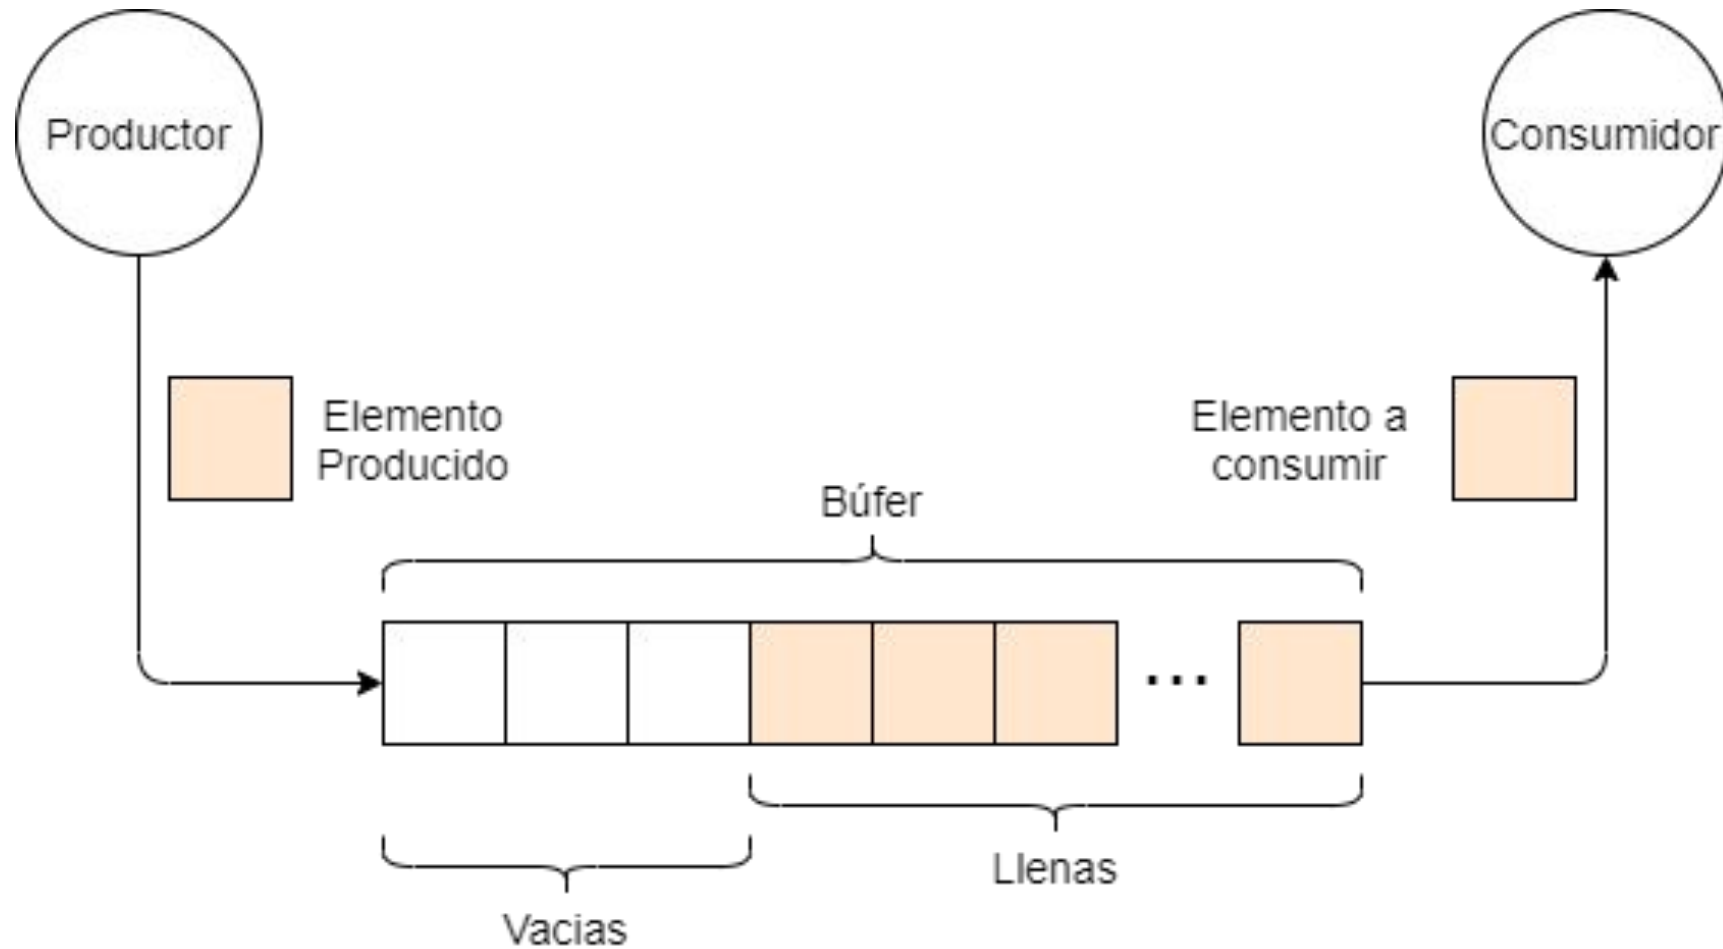 Productor
Consumidor
Elemento
Producido
Elemento a
consumir
Búfer
...
Llenas
Vacias